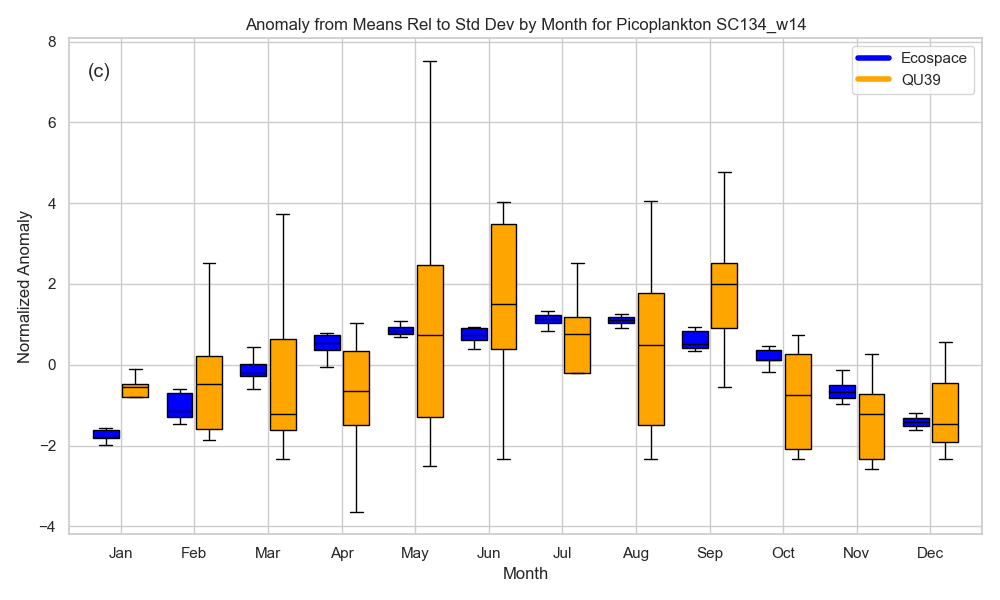 Anomaly from Means Rel to Std Dev by Month for Picoplankton SC134_w14
(c)
Ecospace
QU39
Normalized Anomaly
8
6
4
2
0
−2
−4
Jan Feb Mar Apr May Jun Jul Aug Sep Oct Nov Dec
Month